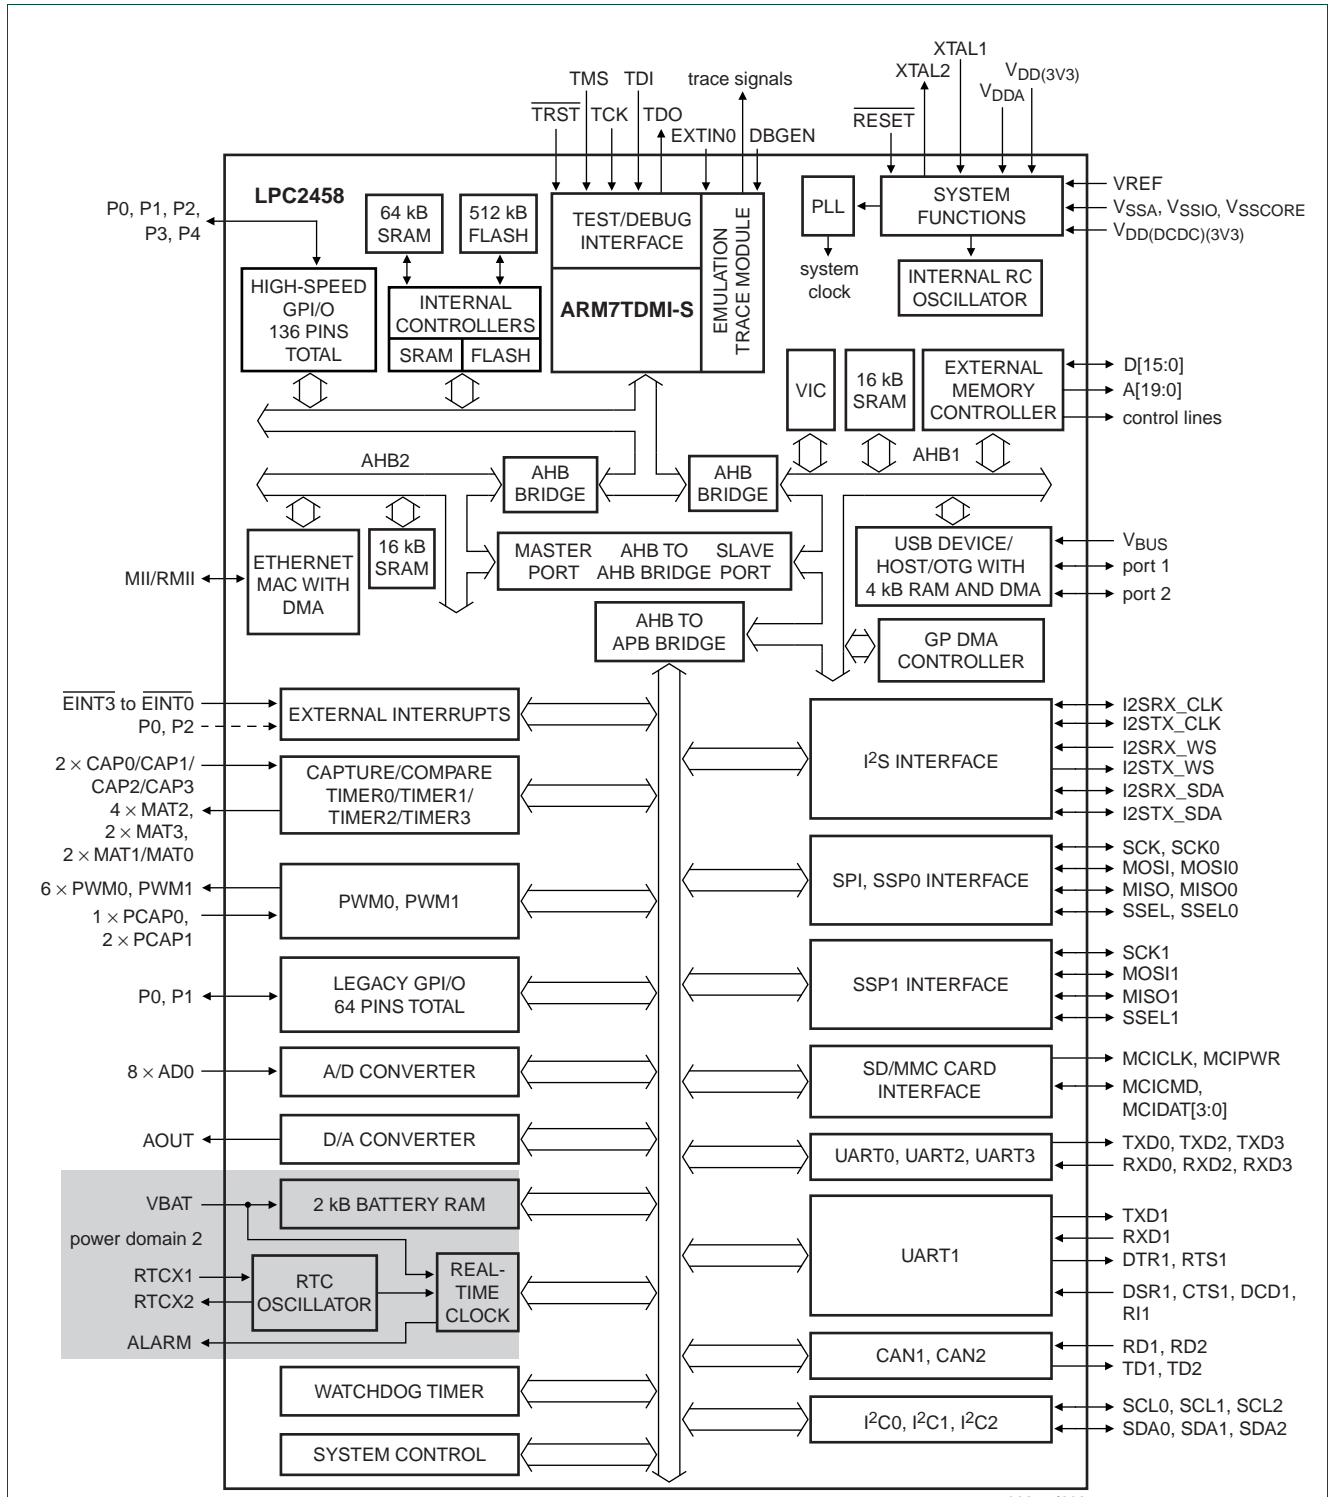 XTAL1
XTAL2
VDD(3V3)
VDDA
RESET
TMS TDI trace signals
TRST TCK TDO
EXTIN0 DBGEN
LPC2458
P0, P1, P2,
P3, P4
64 kB
SRAM
512 kB
FLASH
TEST/DEBUG
INTERFACE
EMULATION
TRACE MODULE
PLL
SYSTEM
FUNCTIONS
VREF
VSSA, VSSIO, VSSCORE
VDD(DCDC)(3V3)
system
clock
INTERNAL RC
OSCILLATOR
HIGH-SPEED
GPI/O
136 PINS
TOTAL
INTERNAL
CONTROLLERS
SRAM FLASH
ARM7TDMI-S
VIC
16 kB
SRAM
EXTERNAL
MEMORY
CONTROLLER
D[15:0]
A[19:0]
control lines
AHB2
AHB
BRIDGE
AHB
BRIDGE
AHB1
MII/RMII
ETHERNET
MAC WITH
DMA
16 kB
SRAM
MASTER AHB TO SLAVE
PORT AHB BRIDGE PORT
USB DEVICE/
HOST/OTG WITH
4 kB RAM AND DMA
VBUS
port 1
port 2
AHB TO
APB BRIDGE
GP DMA
CONTROLLER
EINT3 to EINT0
P0, P2
EXTERNAL INTERRUPTS
2 × CAP0/CAP1/
CAP2/CAP3
4 × MAT2,
2 × MAT3,
2 × MAT1/MAT0
CAPTURE/COMPARE
TIMER0/TIMER1/
TIMER2/TIMER3
6 × PWM0, PWM1
1 × PCAP0,
2 × PCAP1
PWM0, PWM1
P0, P1
LEGACY GPI/O
64 PINS TOTAL
8 × AD0
A/D CONVERTER
AOUT
D/A CONVERTER
VBAT
2 kB BATTERY RAM
power domain 2
RTCX1
RTCX2
RTC
OSCILLATOR
REAL-
TIME
CLOCK
ALARM
WATCHDOG TIMER
SYSTEM CONTROL
I2S INTERFACE
I2SRX_CLK
I2STX_CLK
I2SRX_WS
I2STX_WS
I2SRX_SDA
I2STX_SDA
SPI, SSP0 INTERFACE
SCK, SCK0
MOSI, MOSI0
MISO, MISO0
SSEL, SSEL0
SSP1 INTERFACE
SCK1
MOSI1
MISO1
SSEL1
SD/MMC CARD
INTERFACE
MCICLK, MCIPWR
MCICMD,
MCIDAT[3:0]
UART0, UART2, UART3
TXD0, TXD2, TXD3
RXD0, RXD2, RXD3
UART1
TXD1
RXD1
DTR1, RTS1
DSR1, CTS1, DCD1,
RI1
CAN1, CAN2
RD1, RD2
TD1, TD2
I2C0, I2C1, I2C2
SCL0, SCL1, SCL2
SDA0, SDA1, SDA2